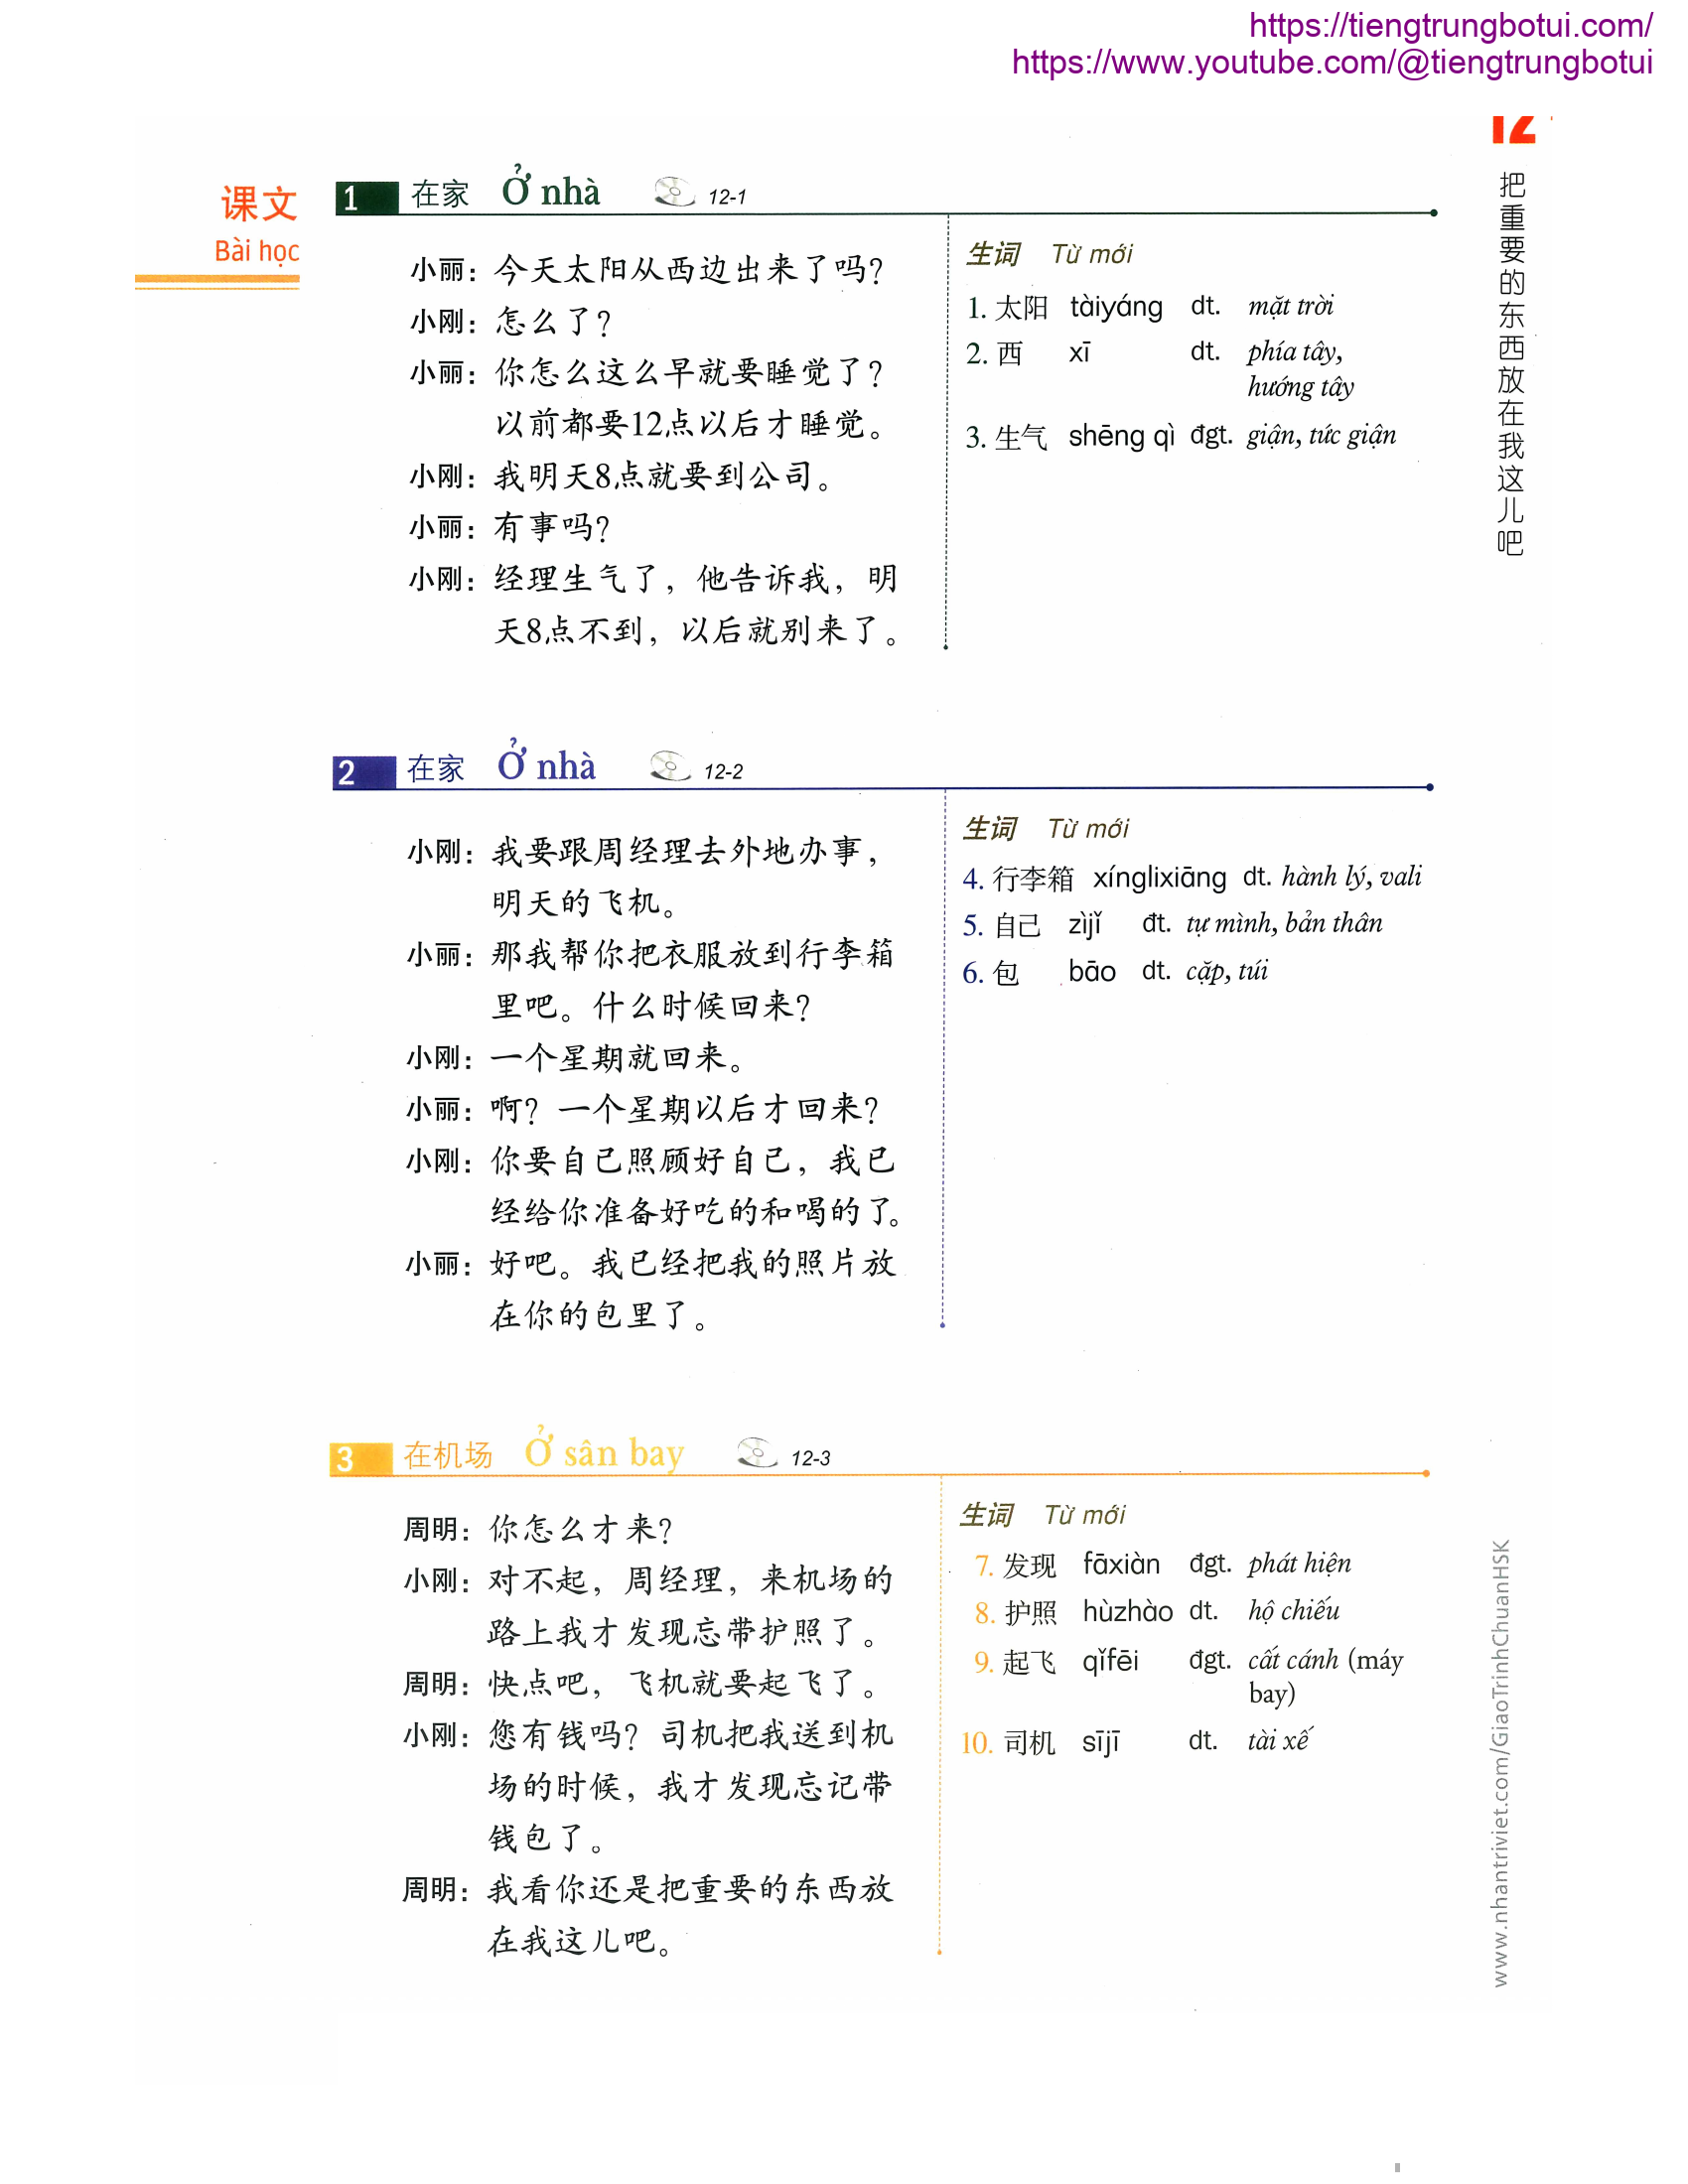 https://tiengtrungbotui.com/
https://www.youtube.com/@tiengtrungbotui
12
把重要的东西放在我这儿吧
课文
Bài học
1 在家 Ở nhà 12-1
小丽：今天太阳从西边出来了吗？
小刚：怎么了？
小丽：你怎么这么早就要睡觉了？
以前都要12点以后才睡觉。
小刚：我明天8点就要到公司。
小丽：有事吗？
小刚：经理生气了，他告诉我，明
天8点不到，以后就别来了。
生词 Từ mới
1. 太阳 tàiyáng dt. mặt trời
2. 西 xī dt. phía tây,
hướng tây
3. 生气 shēng qì đgt. giận, tức giận
2 在家 Ở nhà 12-2
小刚：我要跟周经理去外地办事，
明天的飞机。
小丽：那我帮你把衣服放到行李箱
里吧。什么时候回来？
小刚：一个星期就回来。
小丽：啊？一个星期以后才回来？
小刚：你要自己照顾好自己，我已
经给你准备好吃的和喝的了。
小丽：好吧。我已经把我的照片放
在你的包里了。
生词 Từ mới
4. 行李箱 xínglixiāng dt. hành lý, vali
5. 自己 zìjǐ đt. tự mình, bản thân
6. 包 bāo dt. cặp, túi
3 在机场 Ở sân bay 12-3
周明：你怎么才来？
小刚：对不起，周经理，来机场的
路上我才发现忘带护照了。
周明：快点吧，飞机就要起飞了。
小刚：您有钱吗？司机把我送到机
场的时候，我才发现忘记带
钱包了。
周明：我看你还是把重要的东西放
在我这儿吧。
生词 Từ mới
7. 发现 fāxiàn đgt. phát hiện
8. 护照 hùzhào dt. hộ chiếu
9. 起飞 qǐfēi đgt. cất cánh (máy
bay)
10. 司机 sījī dt. tài xế
www.nhantriviet.com/GiaoTrinhChuanHSK